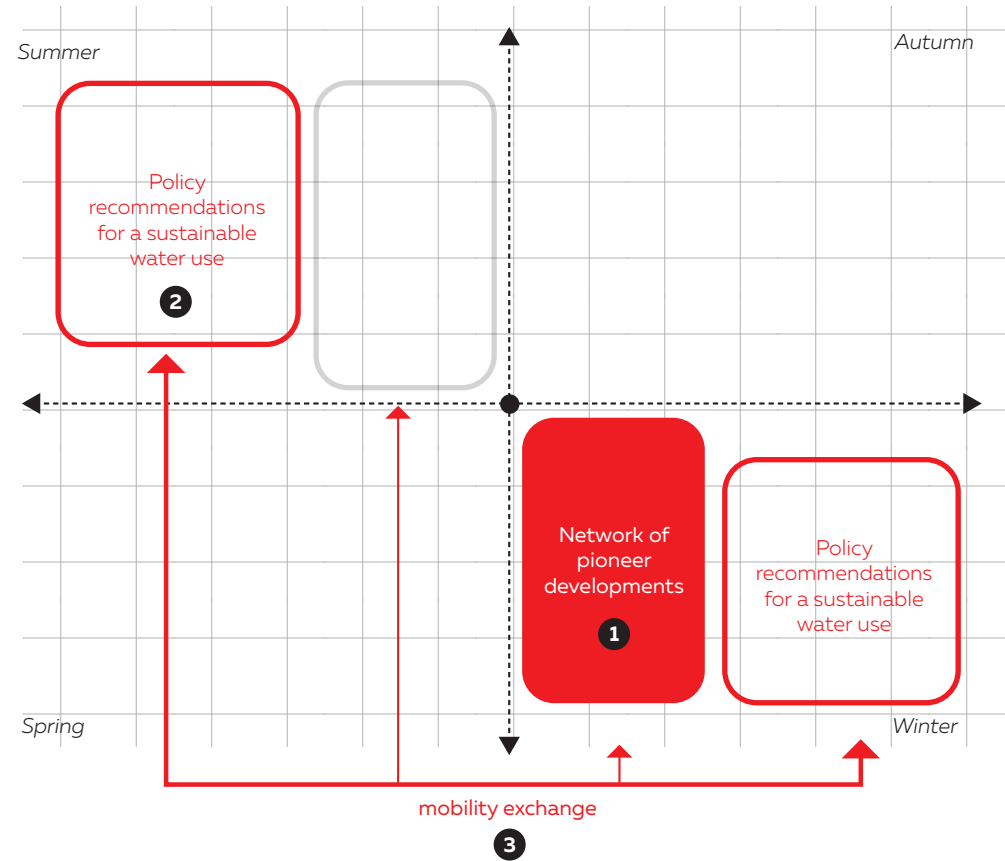 Summer
Autumn
Policy
recommendations
for a sustainable
water use
2
Network of
pioneer
developments
1
Policy
recommendations
for a sustainable
water use
Spring
Winter
mobility exchange
3